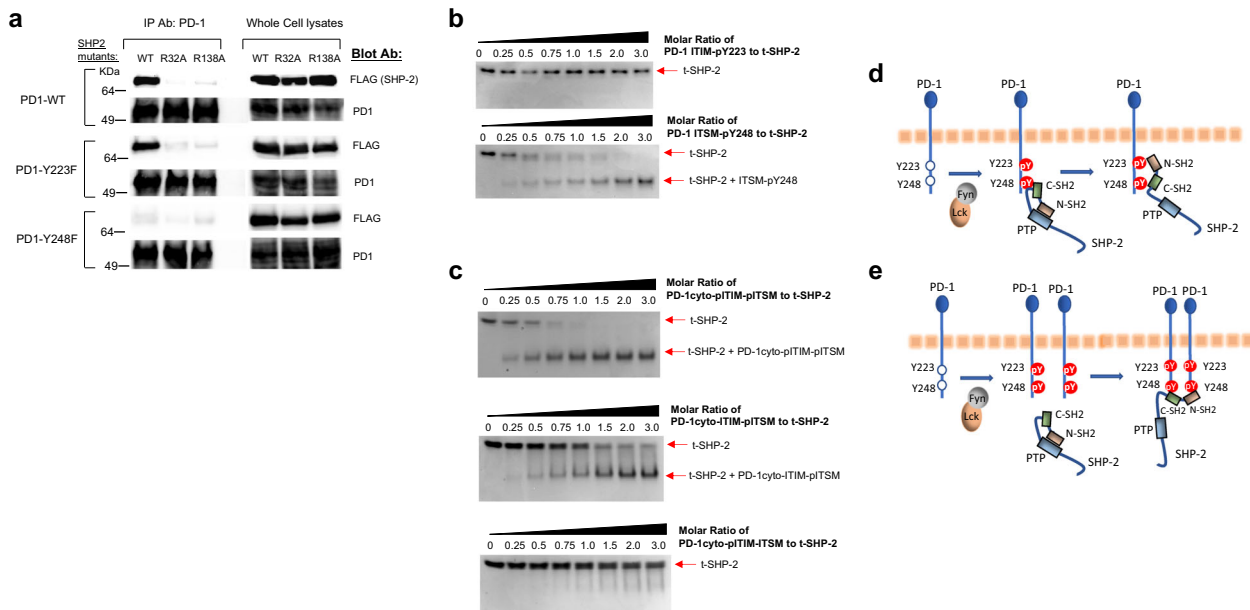 a
IP Ab: PD-1
Whole Cell lysates
SHP2
mutants:
WT R32A R138A
WT R32A R138A
Blot Ab:
KDa
PD1-WT
64
49
FLAG (SHP-2)
PD1
PD1-Y223F
64
49
FLAG
PD1
PD1-Y248F
64
49
FLAG
PD1
b
Molar Ratio of
PD-1 ITIM-pY223 to t-SHP-2
0 0.25 0.5 0.75 1.0 1.5 2.0 3.0
t-SHP-2
Molar Ratio of
PD-1 ITSM-pY248 to t-SHP-2
0 0.25 0.5 0.75 1.0 1.5 2.0 3.0
t-SHP-2
t-SHP-2 + ITSM-pY248
c
Molar Ratio of
PD-1cyto-pITIM-pITSM to t-SHP-2
0 0.25 0.5 0.75 1.0 1.5 2.0 3.0
t-SHP-2
t-SHP-2 + PD-1cyto-pITIM-pITSM
Molar Ratio of
PD-1cyto-ITIM-pITSM to t-SHP-2
0 0.25 0.5 0.75 1.0 1.5 2.0 3.0
t-SHP-2
t-SHP-2 + PD-1cyto-ITIM-pITSM
Molar Ratio of
PD-1cyto-pITIM-ITSM to t-SHP-2
0 0.25 0.5 0.75 1.0 1.5 2.0 3.0
t-SHP-2
d
PD-1 PD-1 PD-1
Y223
Y248
Fyn
Lck
Y223 pY
Y248 pY
C-SH2
N-SH2
PTP
SHP-2
Y223 pY
Y248 pY
N-SH2
C-SH2
PTP
SHP-2
e
PD-1 PD-1 PD-1 PD-1 PD-1
Y223
Y248
Fyn
Lck
Y223 pY pY
Y248 pY pY
C-SH2
N-SH2
PTP
SHP-2
Y223 pY pY Y223
Y248 pY pY Y248
C-SH2 N-SH2
PTP
SHP-2